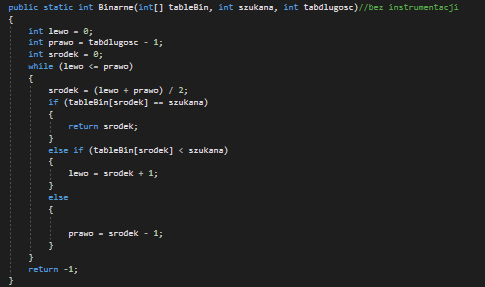 public static int Binarne(int[] tableBin, int szukana, int tabdlugosc)//bez instrumentacji
{
    int lewo = 0;
    int prawo = tabdlugosc - 1;
    int srodek = 0;
    while (lewo <= prawo)
    {
        srodek = (lewo + prawo) / 2;
        if (tableBin[srodek] == szukana)
        {
            return srodek;
        }
        else if (tableBin[srodek] < szukana)
        {
            lewo = srodek + 1;
        }
        else
        {

            prawo = srodek - 1;
        }
    }
    return -1;
}